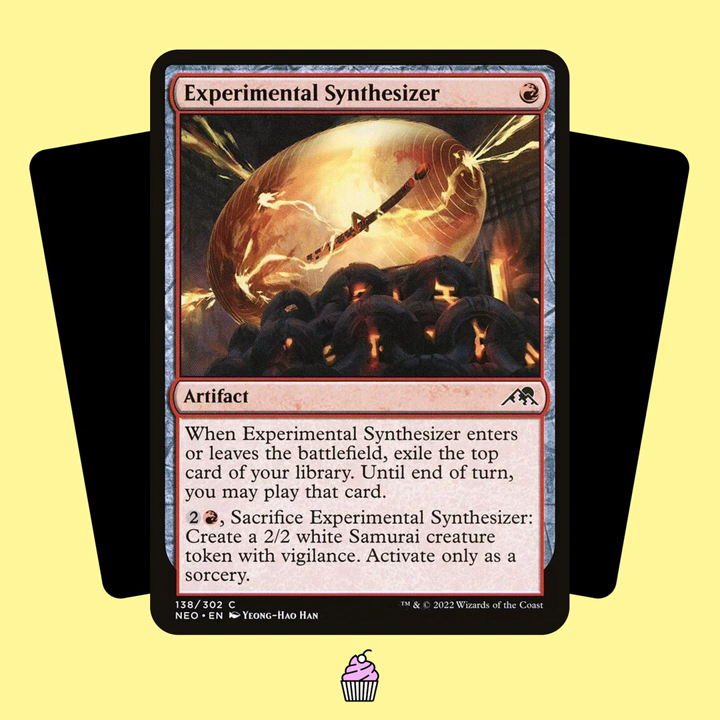 Experimental Synthesizer
Artifact
When Experimental Synthesizer enters
or leaves the battlefield, exile the top
card of your library. Until end of turn,
you may play that card.
2, Sacrifice Experimental Synthesizer:
Create a 2/2 white Samurai creature
token with vigilance. Activate only as a
sorcery.
138/302 C
™ & © 2022 Wizards of the Coast
NEO • EN Yeong-Hao Han